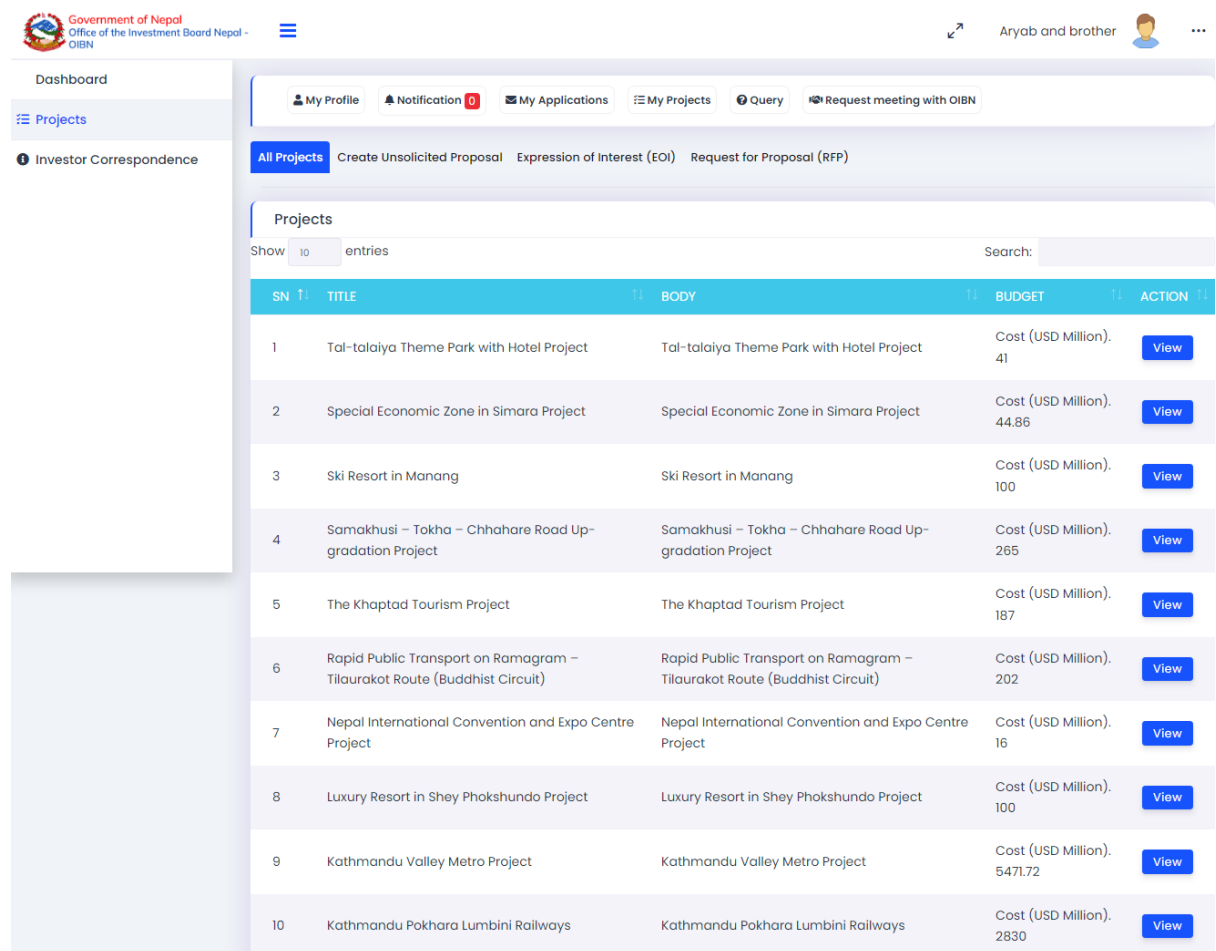 Government of Nepal
Office of the Investment Board Nepal -
OIBN
Aryab and brother
Dashboard
Projects
Investor Correspondence
My Profile
Notification 0
My Applications
My Projects
Query
Request meeting with OIBN
All Projects
Create Unsolicited Proposal
Expression of Interest (EOI)
Request for Proposal (RFP)
Projects
Show 10 entries
Search:
SN TITLE BODY BUDGET ACTION
1 Tal-talaiya Theme Park with Hotel Project Tal-talaiya Theme Park with Hotel Project Cost (USD Million). View
41
2 Special Economic Zone in Simara Project Special Economic Zone in Simara Project Cost (USD Million). View
44.86
3 Ski Resort in Manang Ski Resort in Manang Cost (USD Million). View
100
4 Samakhusi – Tokha – Chhahare Road Up- Samakhusi – Tokha – Chhahare Road Up- Cost (USD Million). View
gradation Project gradation Project 265
5 The Khaptad Tourism Project The Khaptad Tourism Project Cost (USD Million). View
187
6 Rapid Public Transport on Ramagram – Rapid Public Transport on Ramagram – Cost (USD Million). View
Tilaurakot Route (Buddhist Circuit) Tilaurakot Route (Buddhist Circuit) 202
7 Nepal International Convention and Expo Centre Nepal International Convention and Expo Centre Cost (USD Million). View
Project Project 16
8 Luxury Resort in Shey Phokshundo Project Luxury Resort in Shey Phokshundo Project Cost (USD Million). View
100
9 Kathmandu Valley Metro Project Kathmandu Valley Metro Project Cost (USD Million). View
5471.72
10 Kathmandu Pokhara Lumbini Railways Kathmandu Pokhara Lumbini Railways Cost (USD Million). View
2830